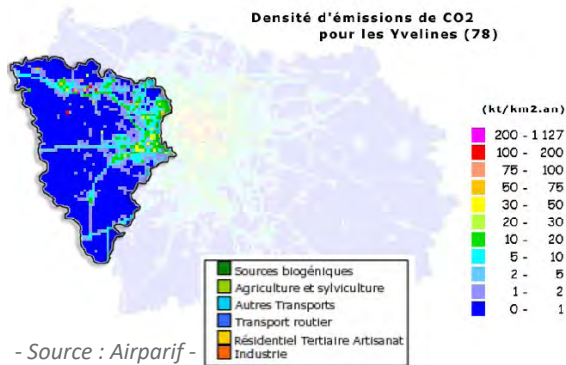 Densité d'émissions de CO2
pour les Yvelines (78)
(kt/km2.an)
200 - 1 127
100 - 200
75 - 100
50 - 75
30 - 50
20 - 30
10 - 20
5 - 10
2 - 5
1 - 2
0 - 1
Sources biogéniques
Agriculture et sylviculture
Autres Transports
Transport routier
Résidentiel Tertiaire Artisanat
Industrie
- Source : Airparif -